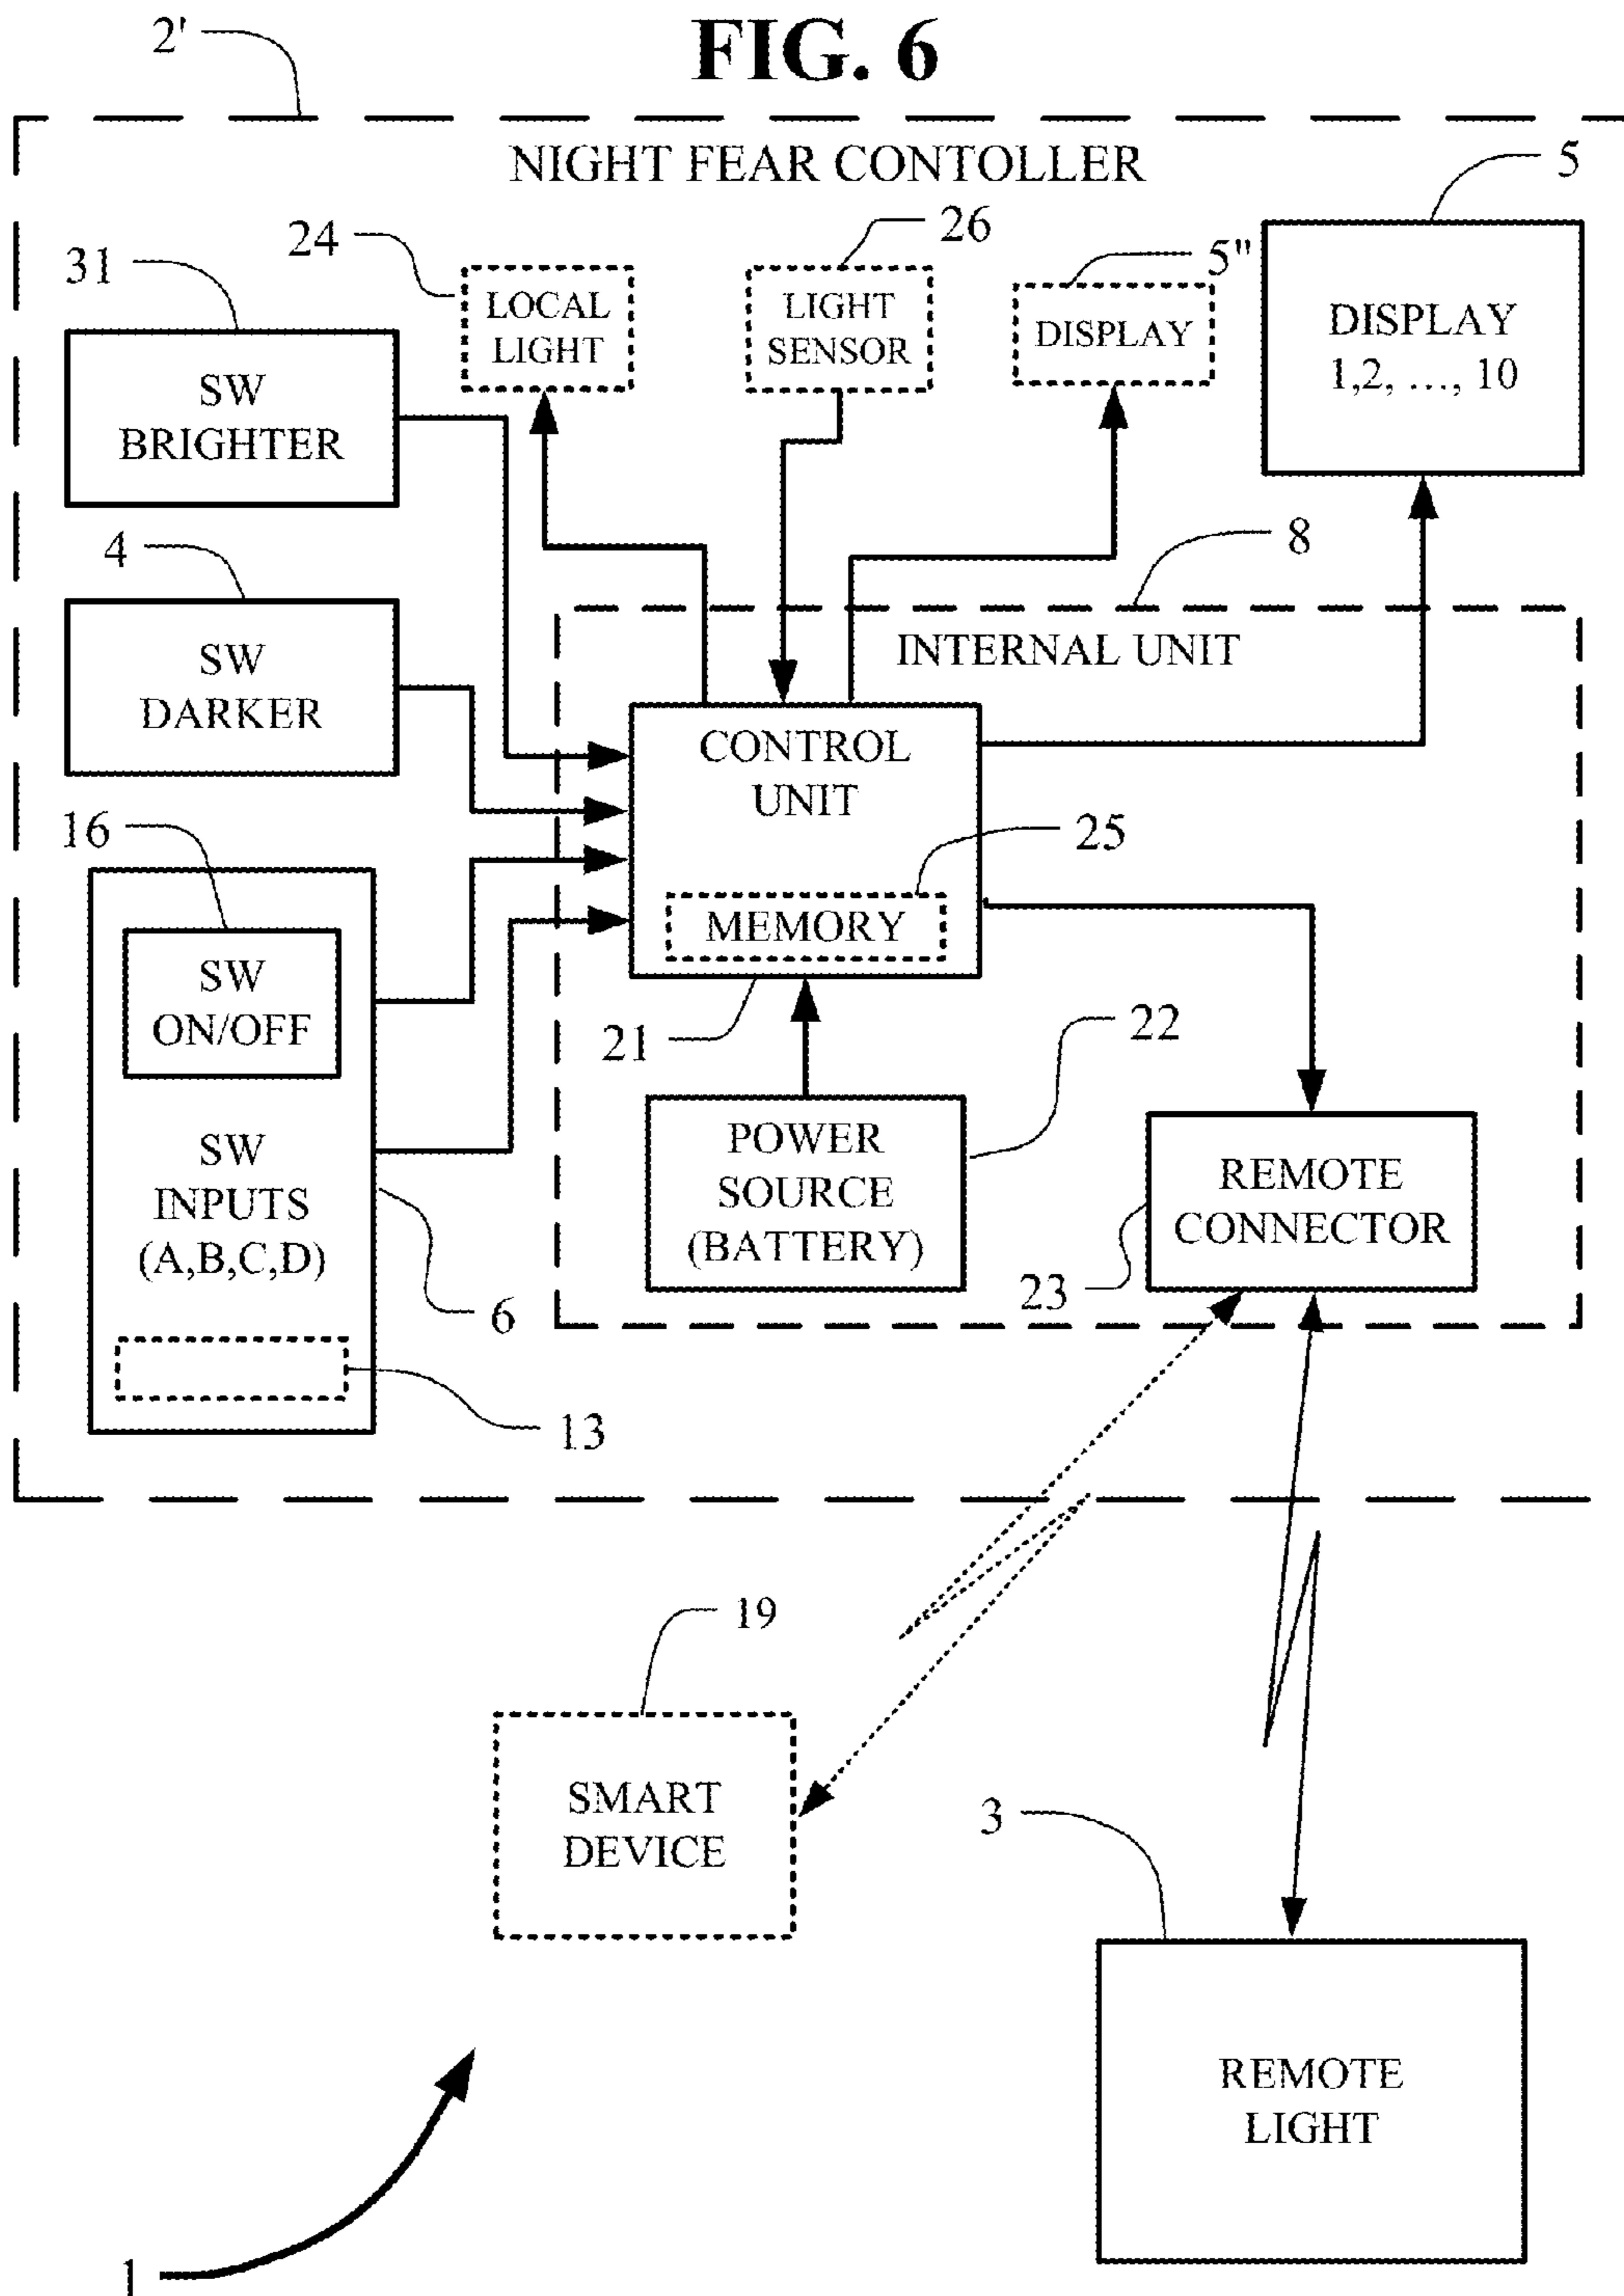 FIG. 6
2'
NIGHT FEAR CONTOLLER
5
24
26
5"
31
LOCAL
LIGHT
LIGHT
SENSOR
DISPLAY
DISPLAY
1,2, ..., 10
SW
BRIGHTER
4
8
SW
DARKER
INTERNAL UNIT
CONTROL
UNIT
16
25
MEMORY
SW
ON/OFF
21
22
SW
INPUTS
(A,B,C,D)
POWER
SOURCE
(BATTERY)
REMOTE
CONNECTOR
6
23
13
19
SMART
DEVICE
3
REMOTE
LIGHT
1